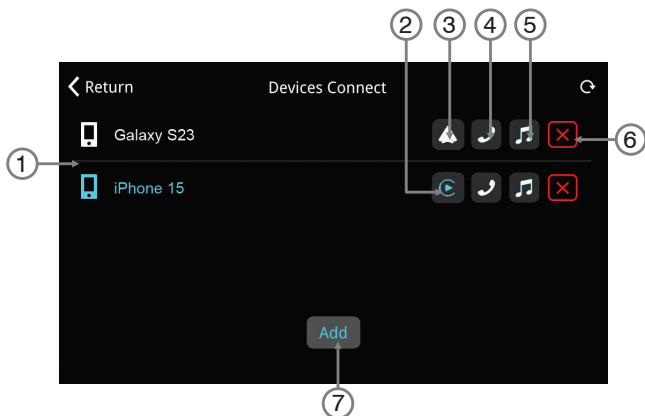 2 3 4 5
Return Devices Connect
Galaxy S23
6
1
iPhone 15
Add
7